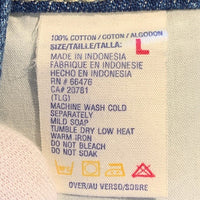 100% COTTON / COTON / ALGODON
SIZE/TAILLE/TALLA:
L
MADE IN INDONESIA
FABRIQUE EN INDONESIE
HECHO EN INDONESIA
RN # 66476
CA# 20781
(TLG)
MACHINE WASH COLD
SEPARATELY
MILD SOAP
TUMBLE DRY LOW HEAT
WARM IRON
DO NOT BLEACH
DO NOT SOAK
OVER/AU VERSO/SOBRE